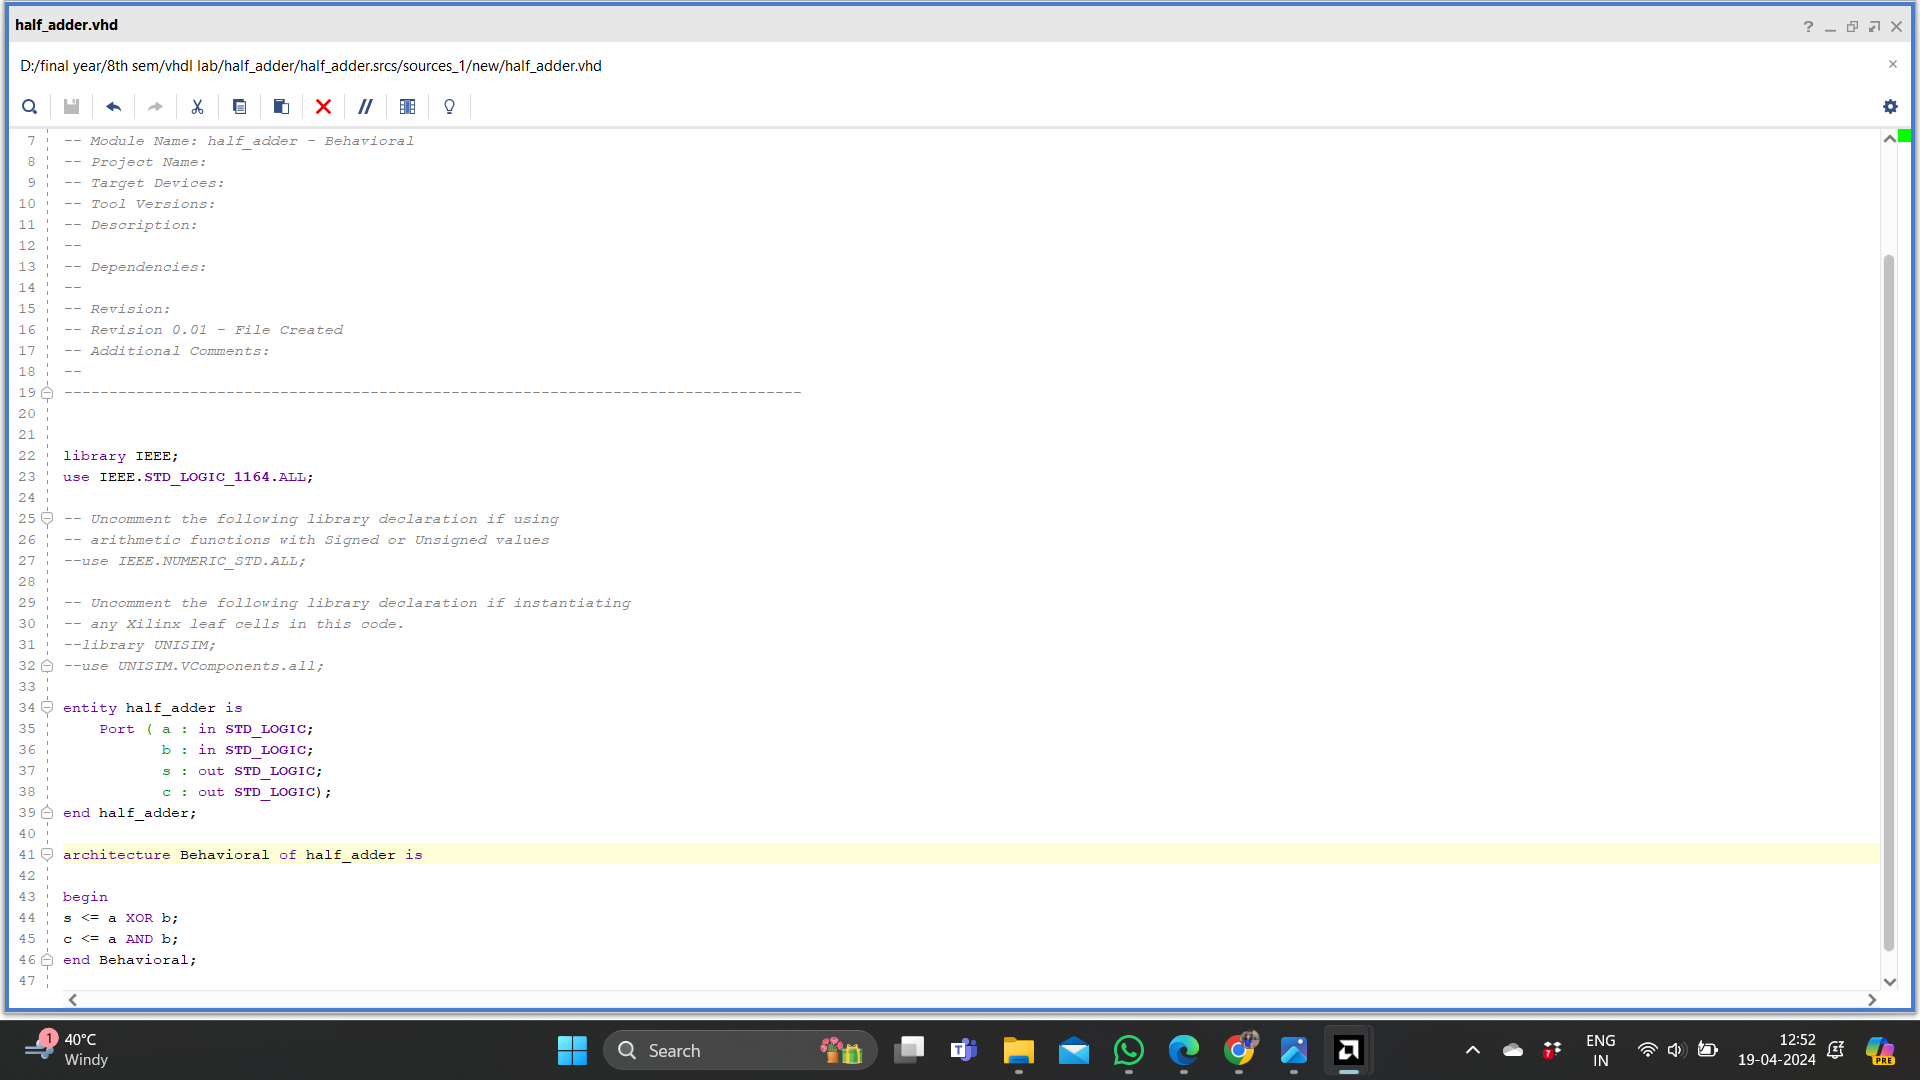 half_adder.vhd
D:/final year/8th sem/vhdl lab/half_adder/half_adder.srcs/sources_1/new/half_adder.vhd
7 -- Module Name: half_adder - Behavioral
8 -- Project Name:
9 -- Target Devices:
10 -- Tool Versions:
11 -- Description:
12 --
13 -- Dependencies:
14 --
15 -- Revision:
16 -- Revision 0.01 - File Created
17 -- Additional Comments:
18 --
19 ----------------------------------------------------------------------------------
20
21
22 library IEEE;
23 use IEEE.STD_LOGIC_1164.ALL;
24
25 -- Uncomment the following library declaration if using
26 -- arithmetic functions with Signed or Unsigned values
27 --use IEEE.NUMERIC_STD.ALL;
28
29 -- Uncomment the following library declaration if instantiating
30 -- any Xilinx leaf cells in this code.
31 --library UNISIM;
32 --use UNISIM.VComponents.all;
33
34 entity half_adder is
35 Port ( a : in STD_LOGIC;
36 b : in STD_LOGIC;
37 s : out STD_LOGIC;
38 c : out STD_LOGIC);
39 end half_adder;
40
41 architecture Behavioral of half_adder is
42
43 begin
44 s <= a XOR b;
45 c <= a AND b;
46 end Behavioral;
47
1
40°C
Windy
Search
7
ENG
IN
12:52
19-04-2024
PRE